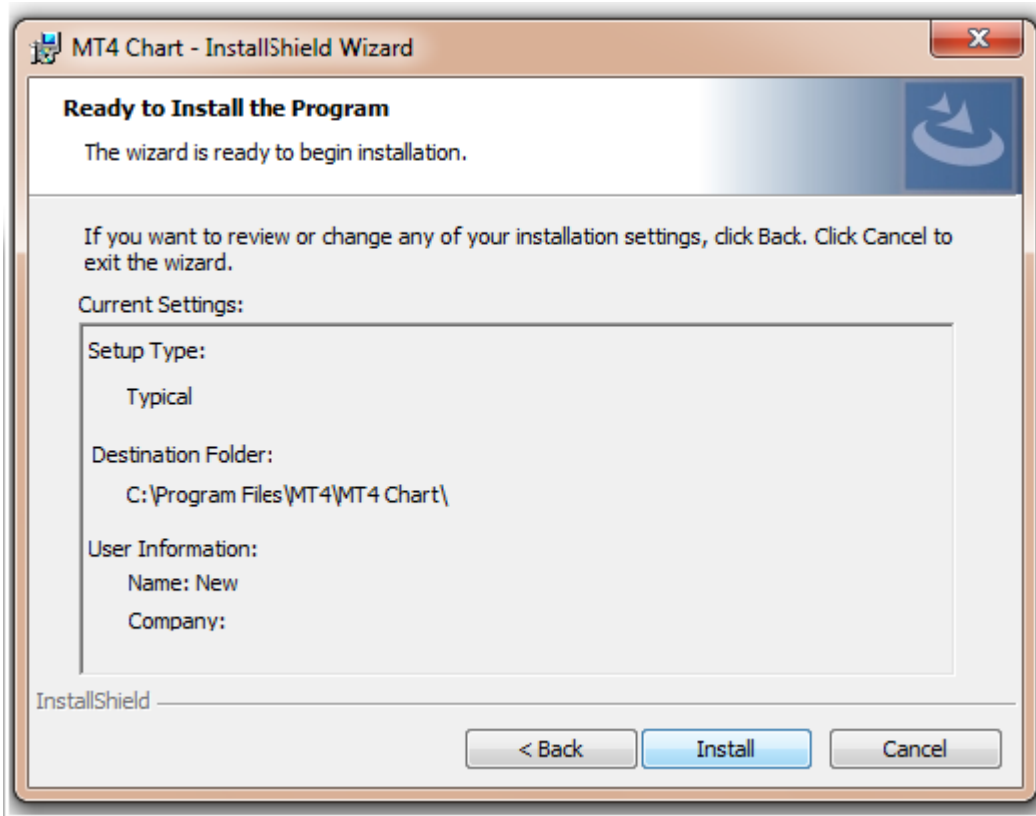 MT4 Chart - InstallShield Wizard
Ready to Install the Program
The wizard is ready to begin installation.
If you want to review or change any of your installation settings, click Back. Click Cancel to
exit the wizard.
Current Settings:
Setup Type:
Typical
Destination Folder:
C:\Program Files\MT4\MT4 Chart\
User Information:
Name: New
Company:
InstallShield
< Back
Install
Cancel